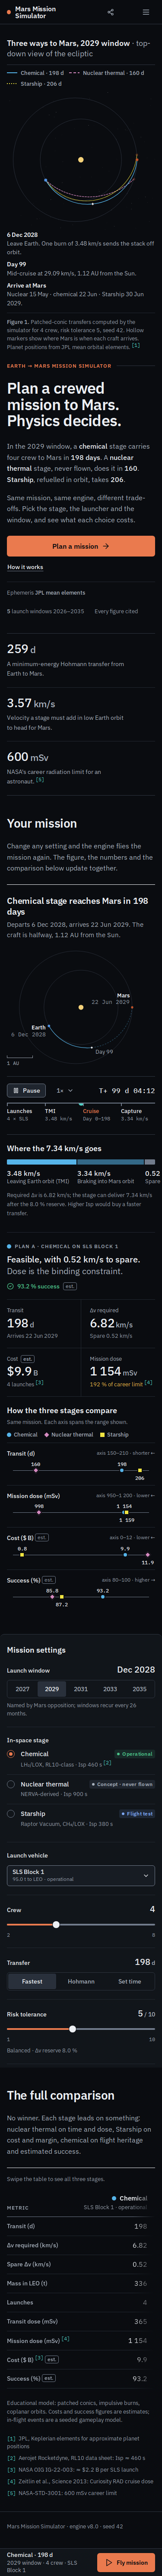 Mars Mission
Simulator
Three ways to Mars, 2029 window · top-
down view of the ecliptic
Chemical · 198 d
Nuclear thermal · 160 d
Starship · 206 d
6 Dec 2028
Leave Earth. One burn of 3.48 km/s sends the stack off
orbit.
Day 99
Mid-cruise at 29.09 km/s, 1.12 AU from the Sun.
Arrive at Mars
Nuclear 15 May · chemical 22 Jun · Starship 30 Jun
2029.
Figure 1. Patched-conic transfers computed by the
simulator for 4 crew, risk tolerance 5, seed 42. Hollow
markers show where Mars is when each craft arrives.
Planet positions from JPL mean orbital elements. [1]
EARTH → MARS MISSION SIMULATOR
Plan a crewed
mission to Mars.
Physics decides.
In the 2029 window, a chemical stage carries
four crew to Mars in 198 days. A nuclear
thermal stage, never flown, does it in 160.
Starship, refuelled in orbit, takes 206.
Same mission, same engine, different trade-
offs. Pick the stage, the launcher and the
window, and see what each choice costs.
Plan a mission →
How it works
Ephemeris JPL mean elements
5 launch windows 2026–2035
Every figure cited
259 d
A minimum-energy Hohmann transfer from
Earth to Mars.
3.57 km/s
Velocity a stage must add in low Earth orbit
to head for Mars.
600 mSv
NASA's career radiation limit for an
astronaut. [5]
Your mission
Change any setting and the engine flies the
mission again. The figure, the numbers and the
comparison below update together.
Chemical stage reaches Mars in 198
days
Departs 6 Dec 2028, arrives 22 Jun 2029. The
craft is halfway, 1.12 AU from the Sun.
Mars
22 June 2029
Earth
6 Dec 2028
Day 99
1 AU
Pause
1×
T+ 99 d 04:12
Launches
4 × SLS
TMI
3.48 km/s
Cruise
Day 0–198
Capture
3.34 km/s
Where the 7.34 km/s goes
3.48 km/s
Leaving Earth orbit (TMI)
3.34 km/s
Braking into Mars orbit
0.52
Spare
Required Δv is 6.82 km/s; the stage can deliver 7.34 km/s
after the 8.0 % reserve. Higher Isp would buy a faster
transfer.
PLAN A · CHEMICAL ON SLS BLOCK 1
Feasible, with 0.52 km/s to spare.
Dose is the binding constraint.
93.2 % success est.
Transit
198 d
Arrives 22 Jun 2029
Δv required
6.82 km/s
Spare 0.52 km/s
Cost est.
$9.9 B
4 launches [3]
Mission dose
1 154 mSv
192 % of career limit [4]
How the three stages compare
Same mission. Each axis spans the range shown.
Chemical
Nuclear thermal
Starship
Transit (d)
axis 150–210 · shorter ←
160
198
206
Mission dose (mSv)
axis 950–1 200 · lower ←
998
1 154
1 159
Cost ($ B) est.
axis 0–12 · lower ←
0.8
9.9
11.9
Success (%) est.
axis 80–100 · higher →
85.8
93.2
87.2
Mission settings
Launch window
Dec 2028
2027
2029
2031
2033
2035
Named by Mars opposition; windows recur every 26
months.
In-space stage
Chemical
Operational
LH₂/LOX, RL10-class · Isp 460 s [2]
Nuclear thermal
Concept · never flown
NERVA-derived · Isp 900 s
Starship
Flight test
Raptor Vacuum, CH₄/LOX · Isp 380 s
Launch vehicle
SLS Block 1
95.0 t to LEO · operational
Crew
4
2
8
Transfer
198 d
Fastest
Hohmann
Set time
Risk tolerance
5 / 10
1
10
Balanced · Δv reserve 8.0 %
The full comparison
No winner. Each stage leads on something:
nuclear thermal on time and dose, Starship on
cost and margin, chemical on flight heritage
and estimated success.
Swipe the table to see all three stages.
METRIC
Chemical
SLS Block 1 · operational
Transit (d)
198
Δv required (km/s)
6.82
Spare Δv (km/s)
0.52
Mass in LEO (t)
336
Launches
4
Transit dose (mSv)
365
Mission dose (mSv) [4]
1 154
Cost ($ B) [3] est.
9.9
Success (%) est.
93.2
Educational model: patched conics, impulsive burns,
coplanar orbits. Costs and success figures are estimates;
in-flight events are a seeded gameplay model.
[1] JPL, Keplerian elements for approximate planet
positions
[2] Aerojet Rocketdyne, RL10 data sheet: Isp ≈ 460 s
[3] NASA OIG IG-22-003: ≈ $2.2 B per SLS launch
[4] Zeitlin et al., Science 2013: Curiosity RAD cruise dose
[5] NASA-STD-3001: 600 mSv career limit
Mars Mission Simulator · engine v8.0 · seed 42
Chemical · 198 d
2029 window · 4 crew · SLS
Block 1
Fly mission